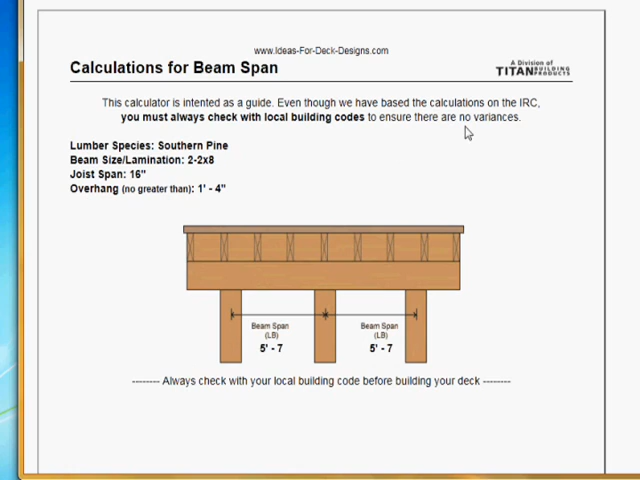 www.Ideas-For-Deck-Designs.com
Calculations for Beam Span
A Division of
TITAN BUILDING PRODUCTS
This calculator is intented as a guide. Even though we have based the calculations on the IRC,
you must always check with local building codes to ensure there are no variances.
Lumber Species: Southern Pine
Beam Size/Lamination: 2-2x8
Joist Span: 16"
Overhang (no greater than): 1' - 4"
Beam Span Beam Span
(LB) (LB)
5' - 7 5' - 7
-------- Always check with your local building code before building your deck --------